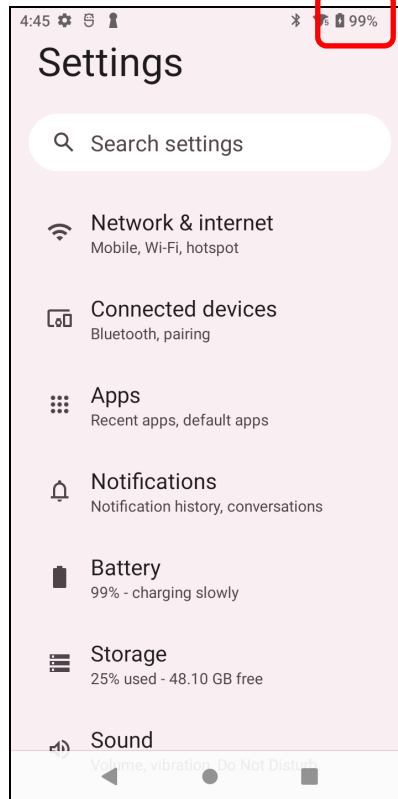 4:45 99%
Settings
Search settings
Network & internet
Mobile, Wi-Fi, hotspot
Connected devices
Bluetooth, pairing
Apps
Recent apps, default apps
Notifications
Notification history, conversations
Battery
99% - charging slowly
Storage
25% used - 48.10 GB free
Sound
Volume, vibration, Do Not Disturb